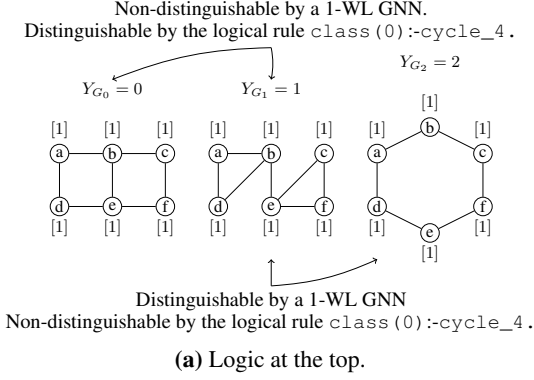 Non-distinguishable by a 1-WL GNN.
Distinguishable by the logical rule class(0):-cycle_4.
Y_{G_0} = 0 Y_{G_1} = 1 Y_{G_2} = 2
[1]
[1] [1] [1] [1] [1] [1] [1] [1]
b
a b c a b c a c
d e f d e f d f
e
[1] [1] [1] [1] [1] [1] [1] [1]
[1]
Distinguishable by a 1-WL GNN
Non-distinguishable by the logical rule class(0):-cycle_4.
(a) Logic at the top.